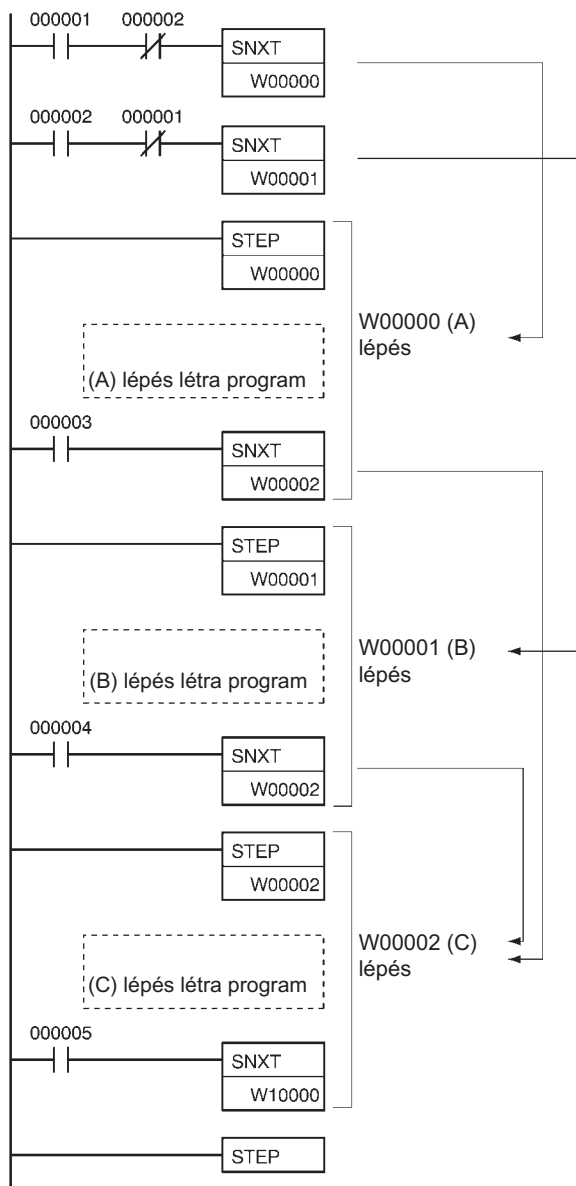 000001 000002
SNXT
W00000
000002 000001
SNXT
W00001
STEP
W00000
W00000 (A)
lépés
(A) lépés létra program
000003
SNXT
W00002
STEP
W00001
W00001 (B)
lépés
(B) lépés létra program
000004
SNXT
W00002
STEP
W00002
W00002 (C)
lépés
(C) lépés létra program
000005
SNXT
W10000
STEP